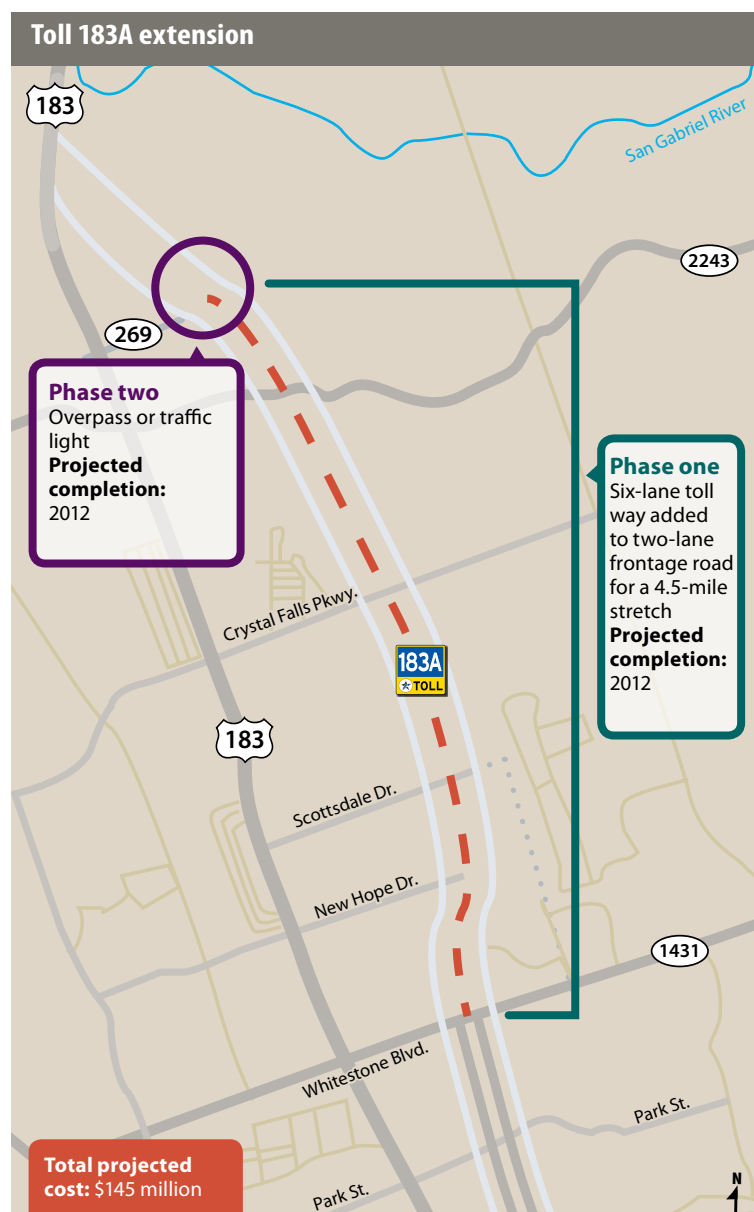 Toll 183A extension
183
San Gabriel River
2243
269
Phase two
Overpass or traffic
light
Projected
completion:
2012
Phase one
Six-lane toll
way added
to two-lane
frontage road
for a 4.5-mile
stretch
Projected
completion:
2012
Crystal Falls Pkwy.
183A
TOLL
183
Scottsdale Dr.
New Hope Dr.
1431
Whitestone Blvd.
Park St.
Total projected
cost: $145 million
Park St.
N